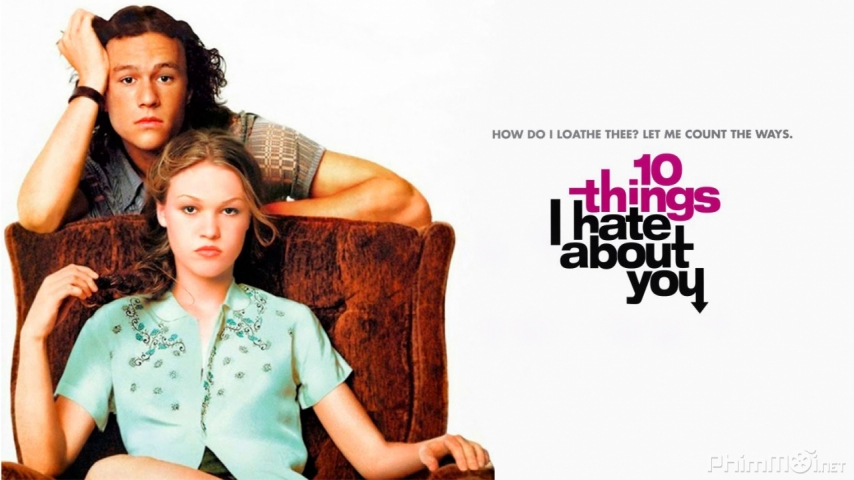 HOW DO I LOATHE THEE? LET ME COUNT THE WAYS.
10
things
I hate
about
you
PhimMoi.NET